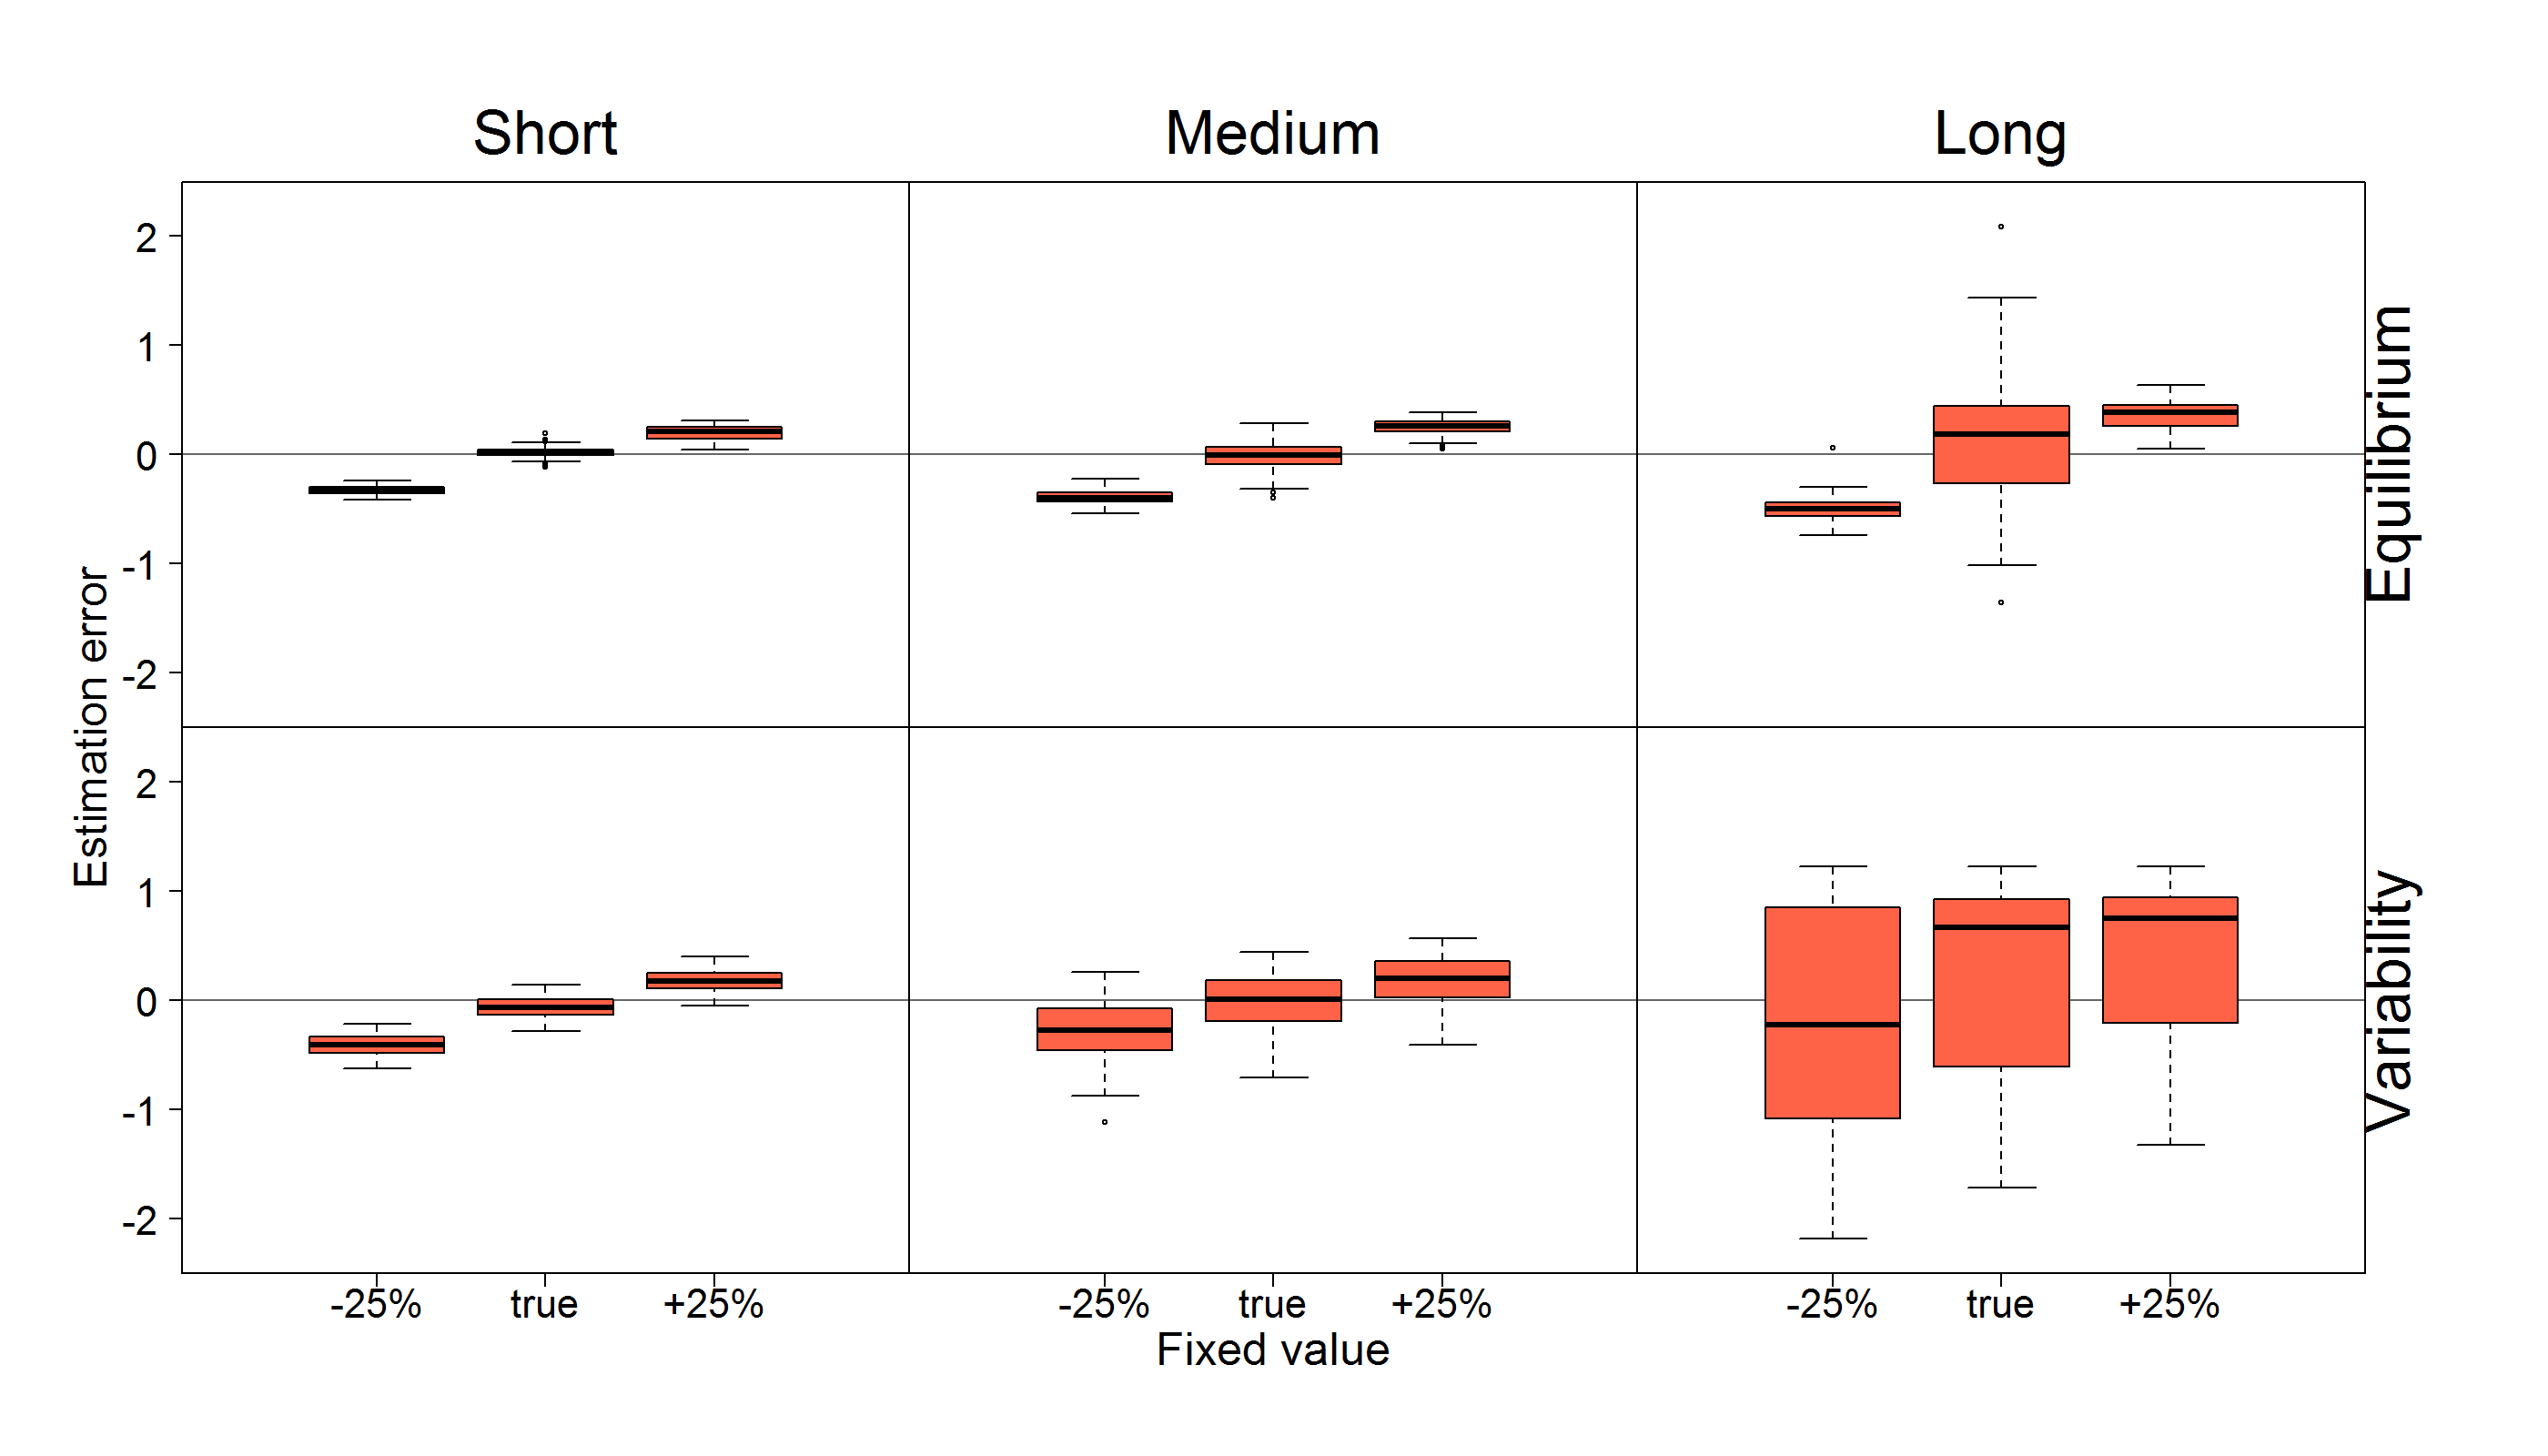 Short Medium Long
2
1
0
-1
-2
Equilibrium
Estimation error
2
1
0
-1
-2
Variability
-25% true +25% -25% true +25% -25% true +25%
Fixed value